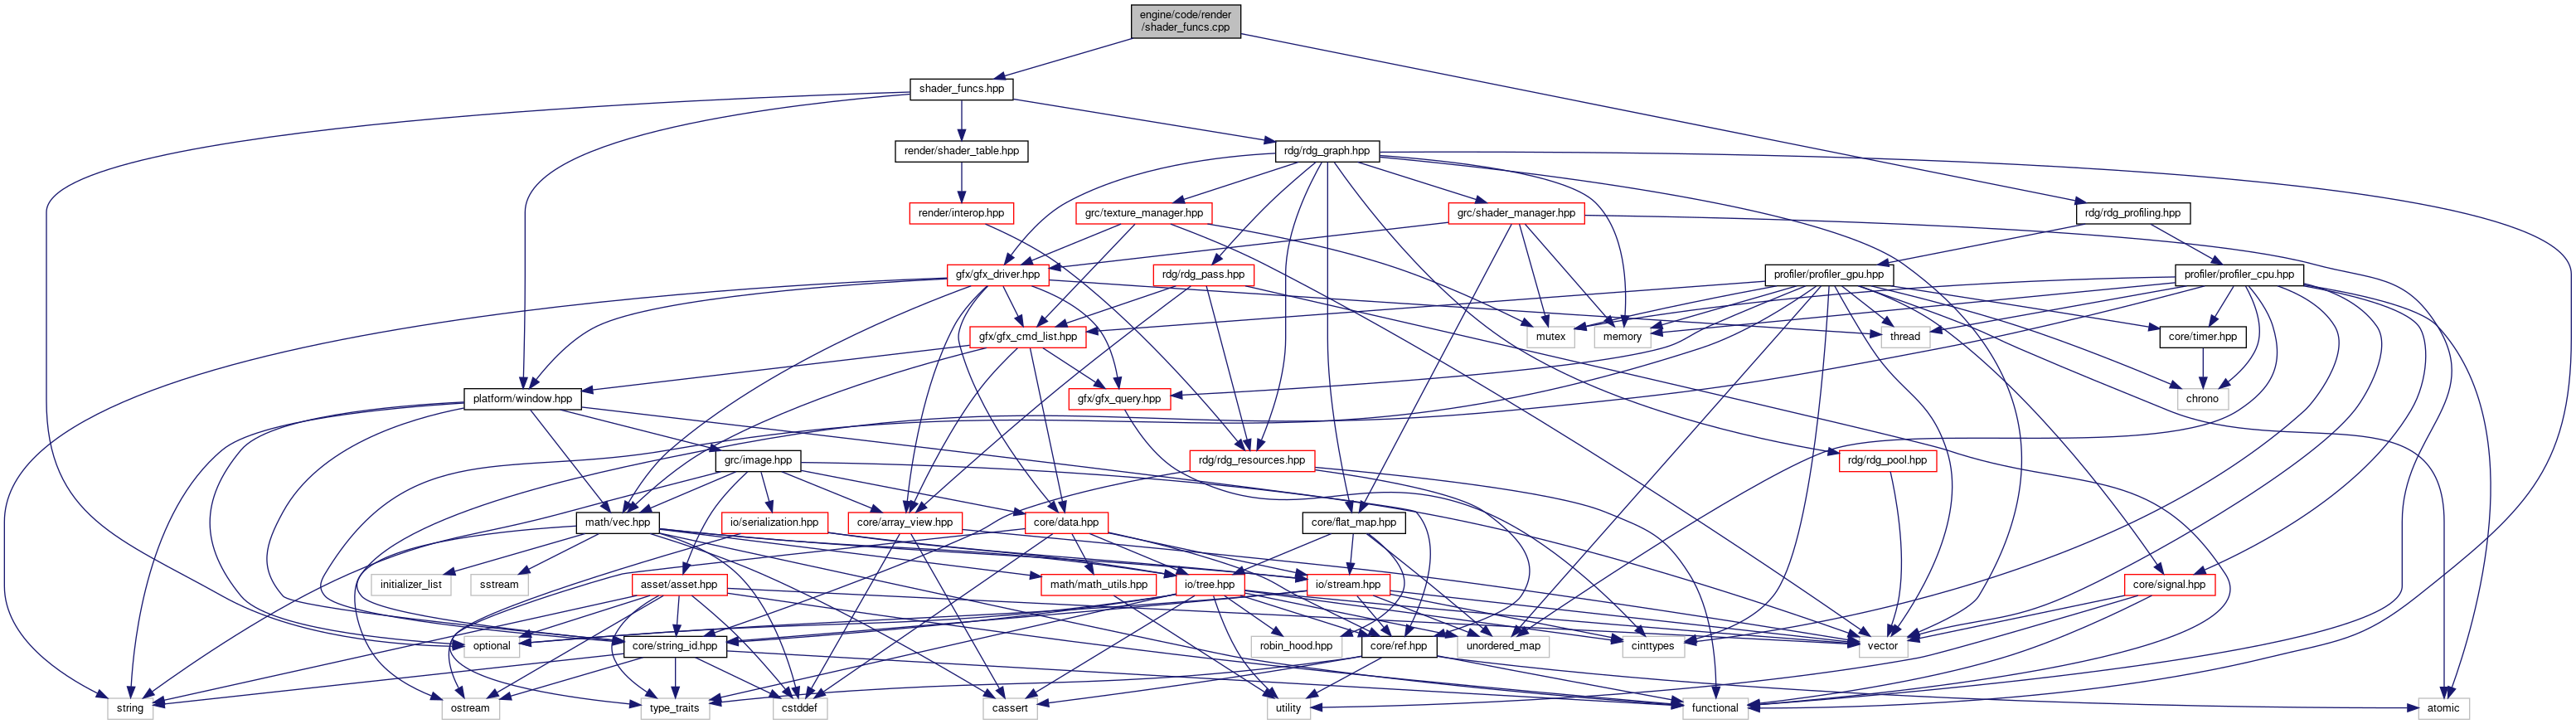 engine/code/render
/shader_funcs.cpp
shader_funcs.hpp
render/shader_table.hpp
rdg/rdg_graph.hpp
render/interop.hpp
grc/texture_manager.hpp
grc/shader_manager.hpp
rdg/rdg_profiling.hpp
gfx/gfx_driver.hpp
rdg/rdg_pass.hpp
profiler/profiler_gpu.hpp
profiler/profiler_cpu.hpp
gfx/gfx_cmd_list.hpp
mutex
memory
thread
core/timer.hpp
platform/window.hpp
gfx/gfx_query.hpp
chrono
grc/image.hpp
rdg/rdg_resources.hpp
rdg/rdg_pool.hpp
math/vec.hpp
io/serialization.hpp
core/array_view.hpp
core/data.hpp
core/flat_map.hpp
initializer_list
sstream
asset/asset.hpp
math/math_utils.hpp
io/tree.hpp
io/stream.hpp
core/signal.hpp
optional
core/string_id.hpp
robin_hood.hpp
core/ref.hpp
unordered_map
cinttypes
vector
string
ostream
type_traits
cstddef
cassert
utility
functional
atomic